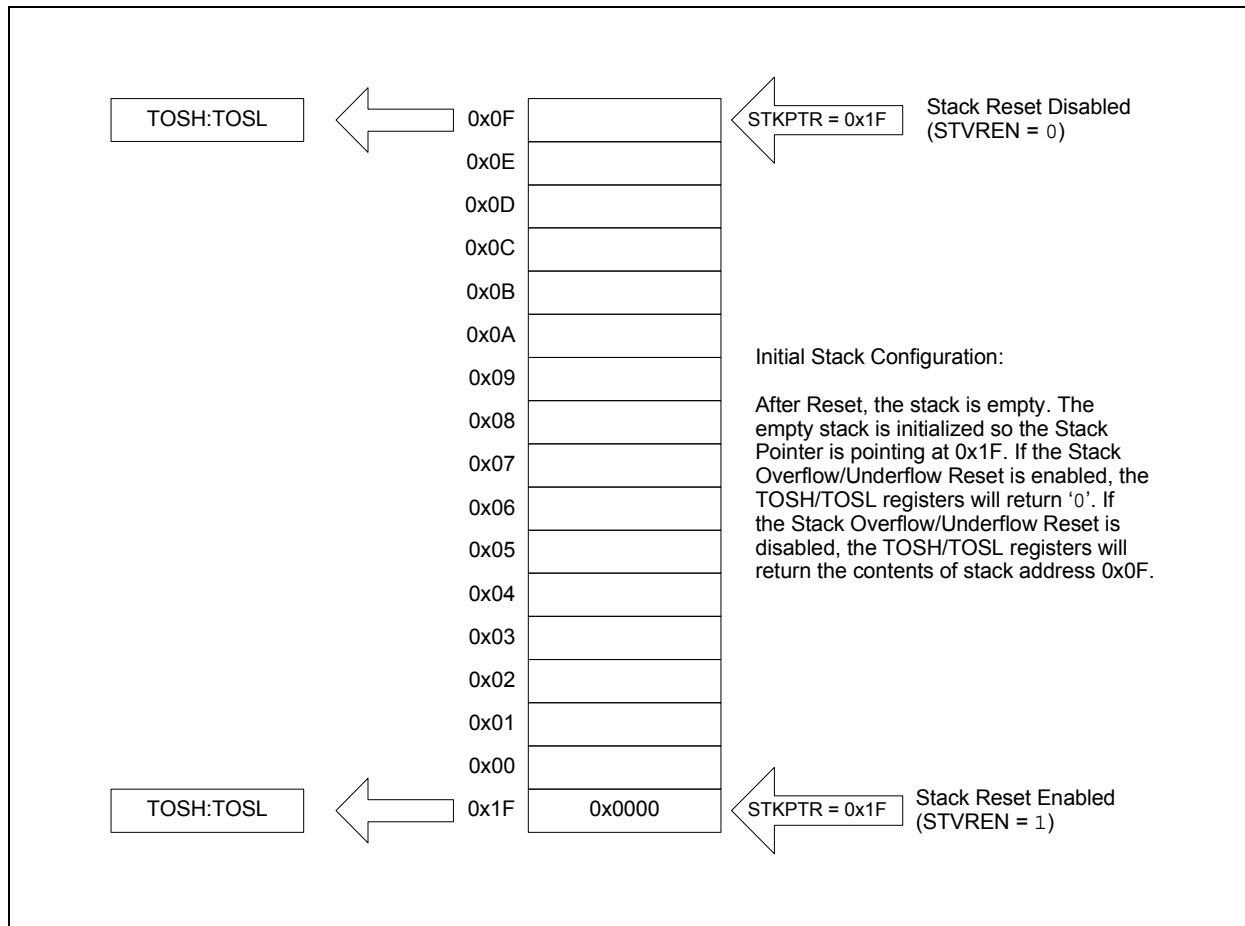 TOSH:TOSL
0x0F
STKPTR = 0x1F
Stack Reset Disabled
(STVREN = 0)
0x0E
0x0D
0x0C
0x0B
0x0A
0x09
0x08
0x07
0x06
0x05
0x04
0x03
0x02
0x01
0x00
Initial Stack Configuration:
After Reset, the stack is empty. The
empty stack is initialized so the Stack
Pointer is pointing at 0x1F. If the Stack
Overflow/Underflow Reset is enabled, the
TOSH/TOSL registers will return ‘0’. If
the Stack Overflow/Underflow Reset is
disabled, the TOSH/TOSL registers will
return the contents of stack address 0x0F.
TOSH:TOSL
0x1F
0x0000
STKPTR = 0x1F
Stack Reset Enabled
(STVREN = 1)